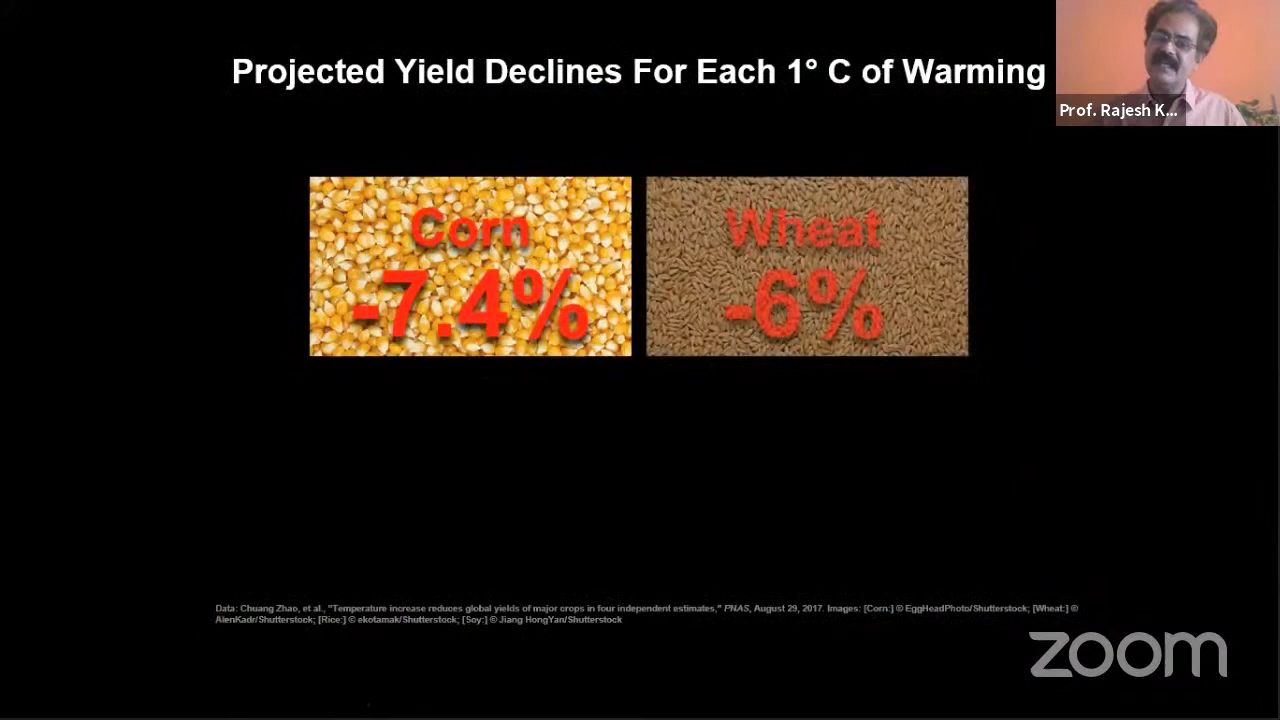 Projected Yield Declines For Each 1° C of Warming
Prof. Rajesh K...
Corn
-7.4%
Wheat
-6%
Data: Chuang Zhao, et al., "Temperature increase reduces global yields of major crops in four independent estimates," PNAS, August 29, 2017. Images: [Corn:] © EggHeadPhoto/Shutterstock; [Wheat:] ©
AlenKadr/Shutterstock; [Rice:] © ekotamak/Shutterstock; [Soy:] © Jiang HongYan/Shutterstock
zoom